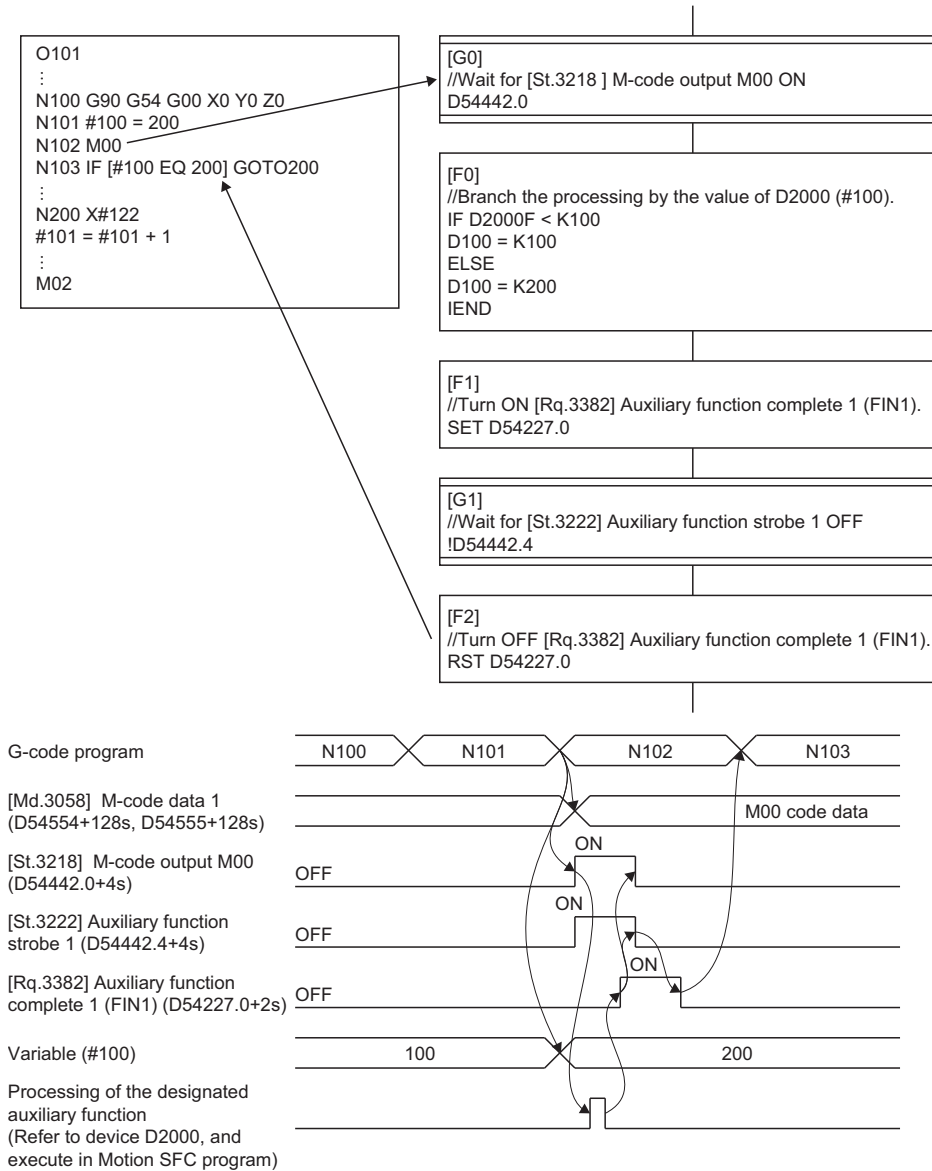 O101
⋮
N100 G90 G54 G00 X0 Y0 Z0
N101 #100 = 200
N102 M00
N103 IF [#100 EQ 200] GOTO200
⋮
N200 X#122
#101 = #101 + 1
⋮
M02
[G0]
//Wait for [St.3218 ] M-code output M00 ON
D54442.0
[F0]
//Branch the processing by the value of D2000 (#100).
IF D2000F < K100
D100 = K100
ELSE
D100 = K200
IEND
[F1]
//Turn ON [Rq.3382] Auxiliary function complete 1 (FIN1).
SET D54227.0
[G1]
//Wait for [St.3222] Auxiliary function strobe 1 OFF
!D54442.4
[F2]
//Turn OFF [Rq.3382] Auxiliary function complete 1 (FIN1).
RST D54227.0
G-code program
N100
N101
N102
N103
[Md.3058] M-code data 1
(D54554+128s, D54555+128s)
M00 code data
[St.3218] M-code output M00
(D54442.0+4s)
OFF
ON
[St.3222] Auxiliary function
strobe 1 (D54442.4+4s)
OFF
ON
[Rq.3382] Auxiliary function
complete 1 (FIN1) (D54227.0+2s)
OFF
ON
Variable (#100)
100
200
Processing of the designated
auxiliary function
(Refer to device D2000, and
execute in Motion SFC program)